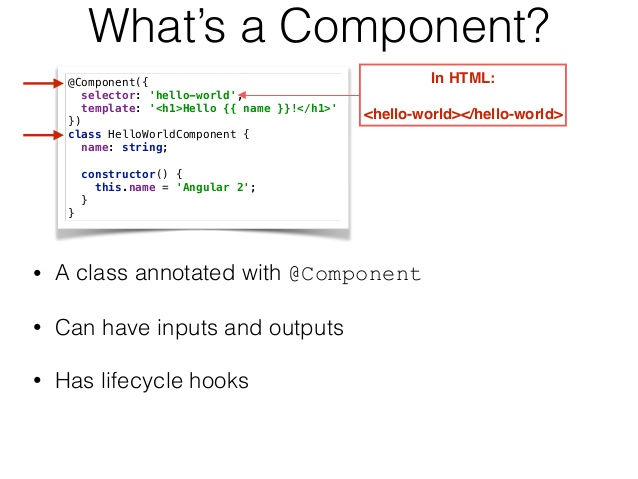 What’s a Component?
@Component({
  selector: 'hello-world',
  template: '<h1>Hello {{ name }}!</h1>'
})
class HelloWorldComponent {
  name: string;

  constructor() {
    this.name = 'Angular 2';
  }
}
In HTML:
<hello-world></hello-world>
• A class annotated with @Component
• Can have inputs and outputs
• Has lifecycle hooks